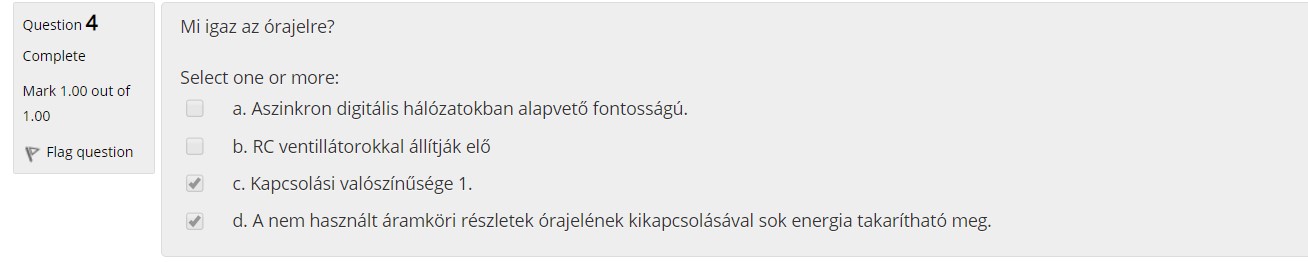 Question 4
Complete
Mark 1.00 out of
1.00
Flag question
Mi igaz az órajelre?
Select one or more:
a. Aszinkron digitális hálózatokban alapvető fontosságú.
b. RC ventillátorokkal állítják elő
c. Kapcsolási valószínűsége 1.
d. A nem használt áramköri részletek órajelének kikapcsolásával sok energia takarítható meg.